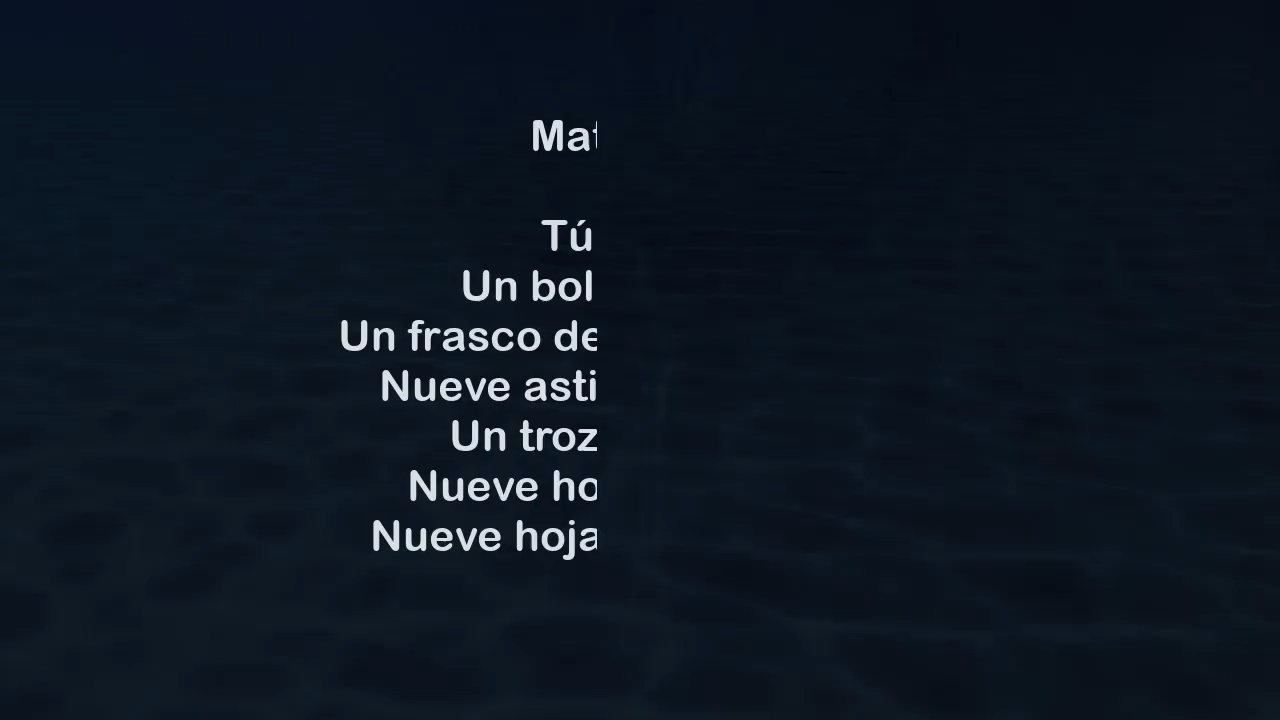 Mat
Tú
Un bol
Un frasco de
Nueve asti
Un troz
Nueve ho
Nueve hoja